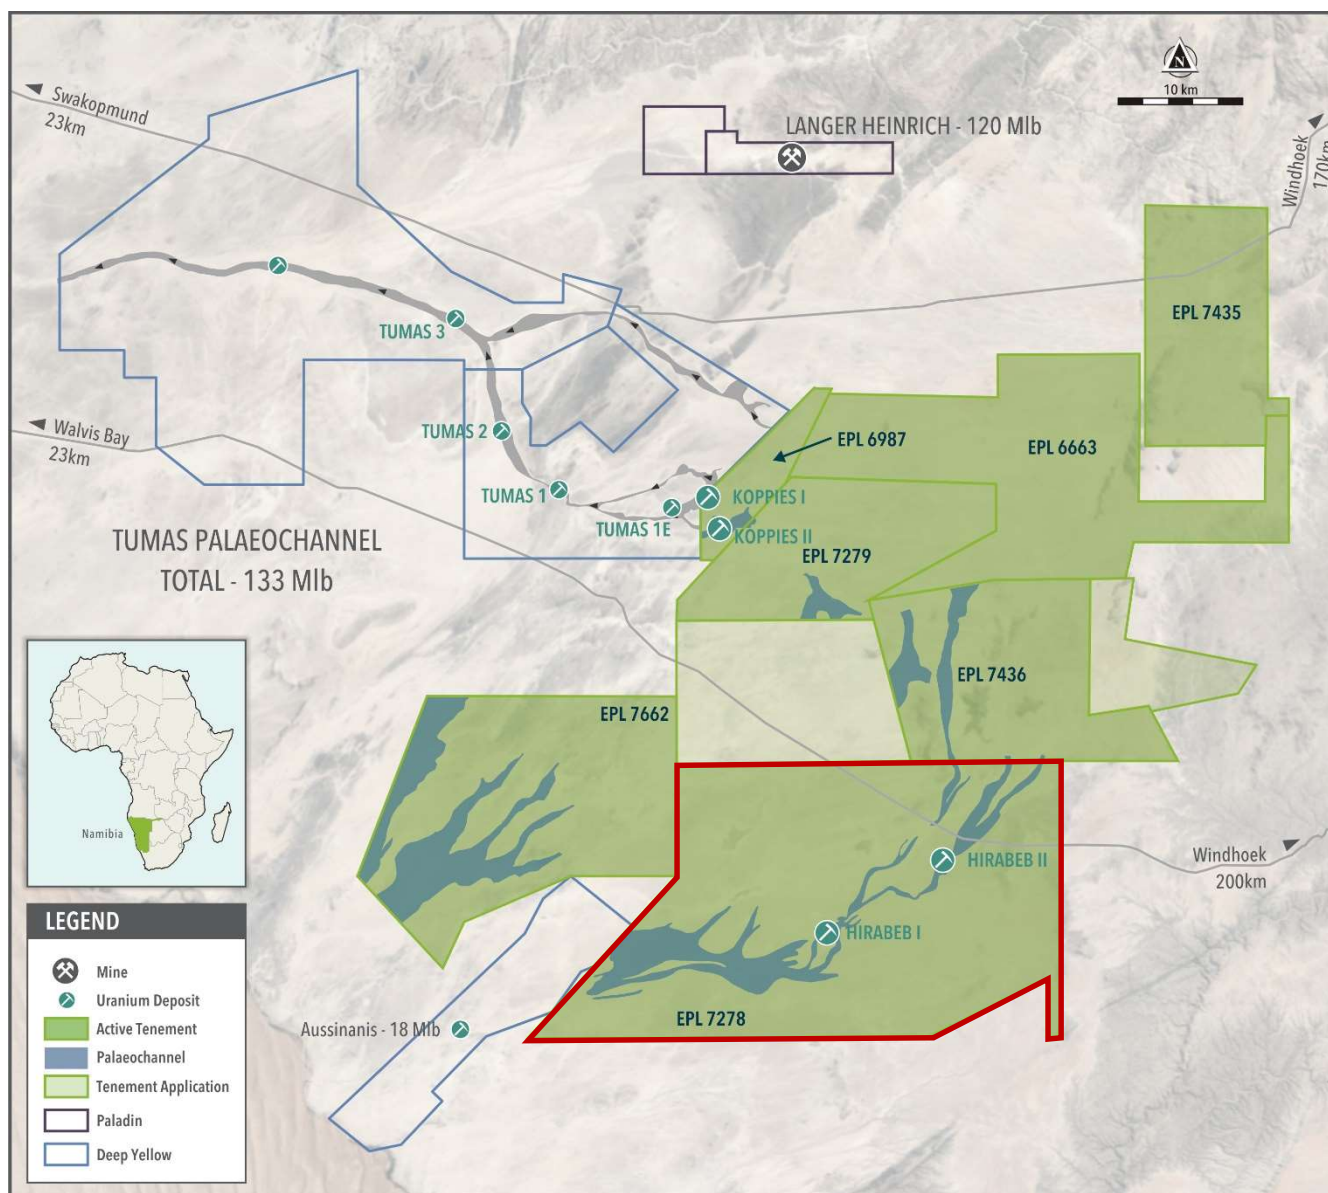 N
10 km
Swakopmund
23km
LANGER HEINRICH - 120 Mlb
Windhoek
170km
EPL 7435
TUMAS 3
EPL 6987
EPL 6663
Walvis Bay
23km
TUMAS 2
TUMAS 1
KOPPIES I
TUMAS 1E
KOPPIES II
TUMAS PALAEOCHANNEL
TOTAL - 133 Mlb
EPL 7279
EPL 7436
EPL 7662
Namibia
Windhoek
200km
HIRABEB II
HIRABEB I
EPL 7278
Aussinanis - 18 Mlb
LEGEND
Mine
Uranium Deposit
Active Tenement
Palaeochannel
Tenement Application
Paladin
Deep Yellow